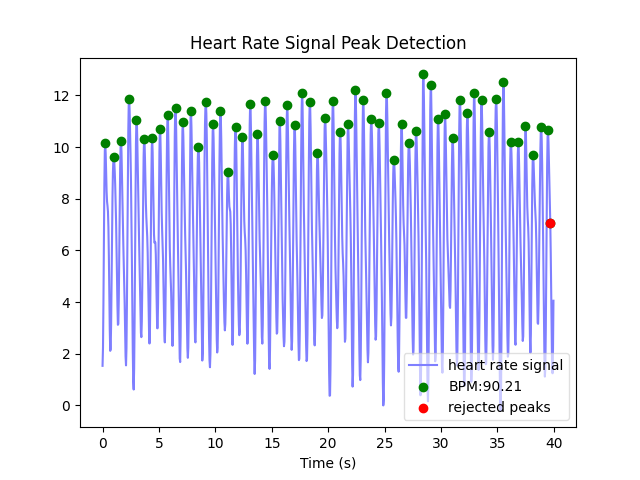 Heart Rate Signal Peak Detection
12
10
8
6
4
2
0
heart rate signal
BPM:90.21
rejected peaks
0 5 10 15 20 25 30 35 40
Time (s)